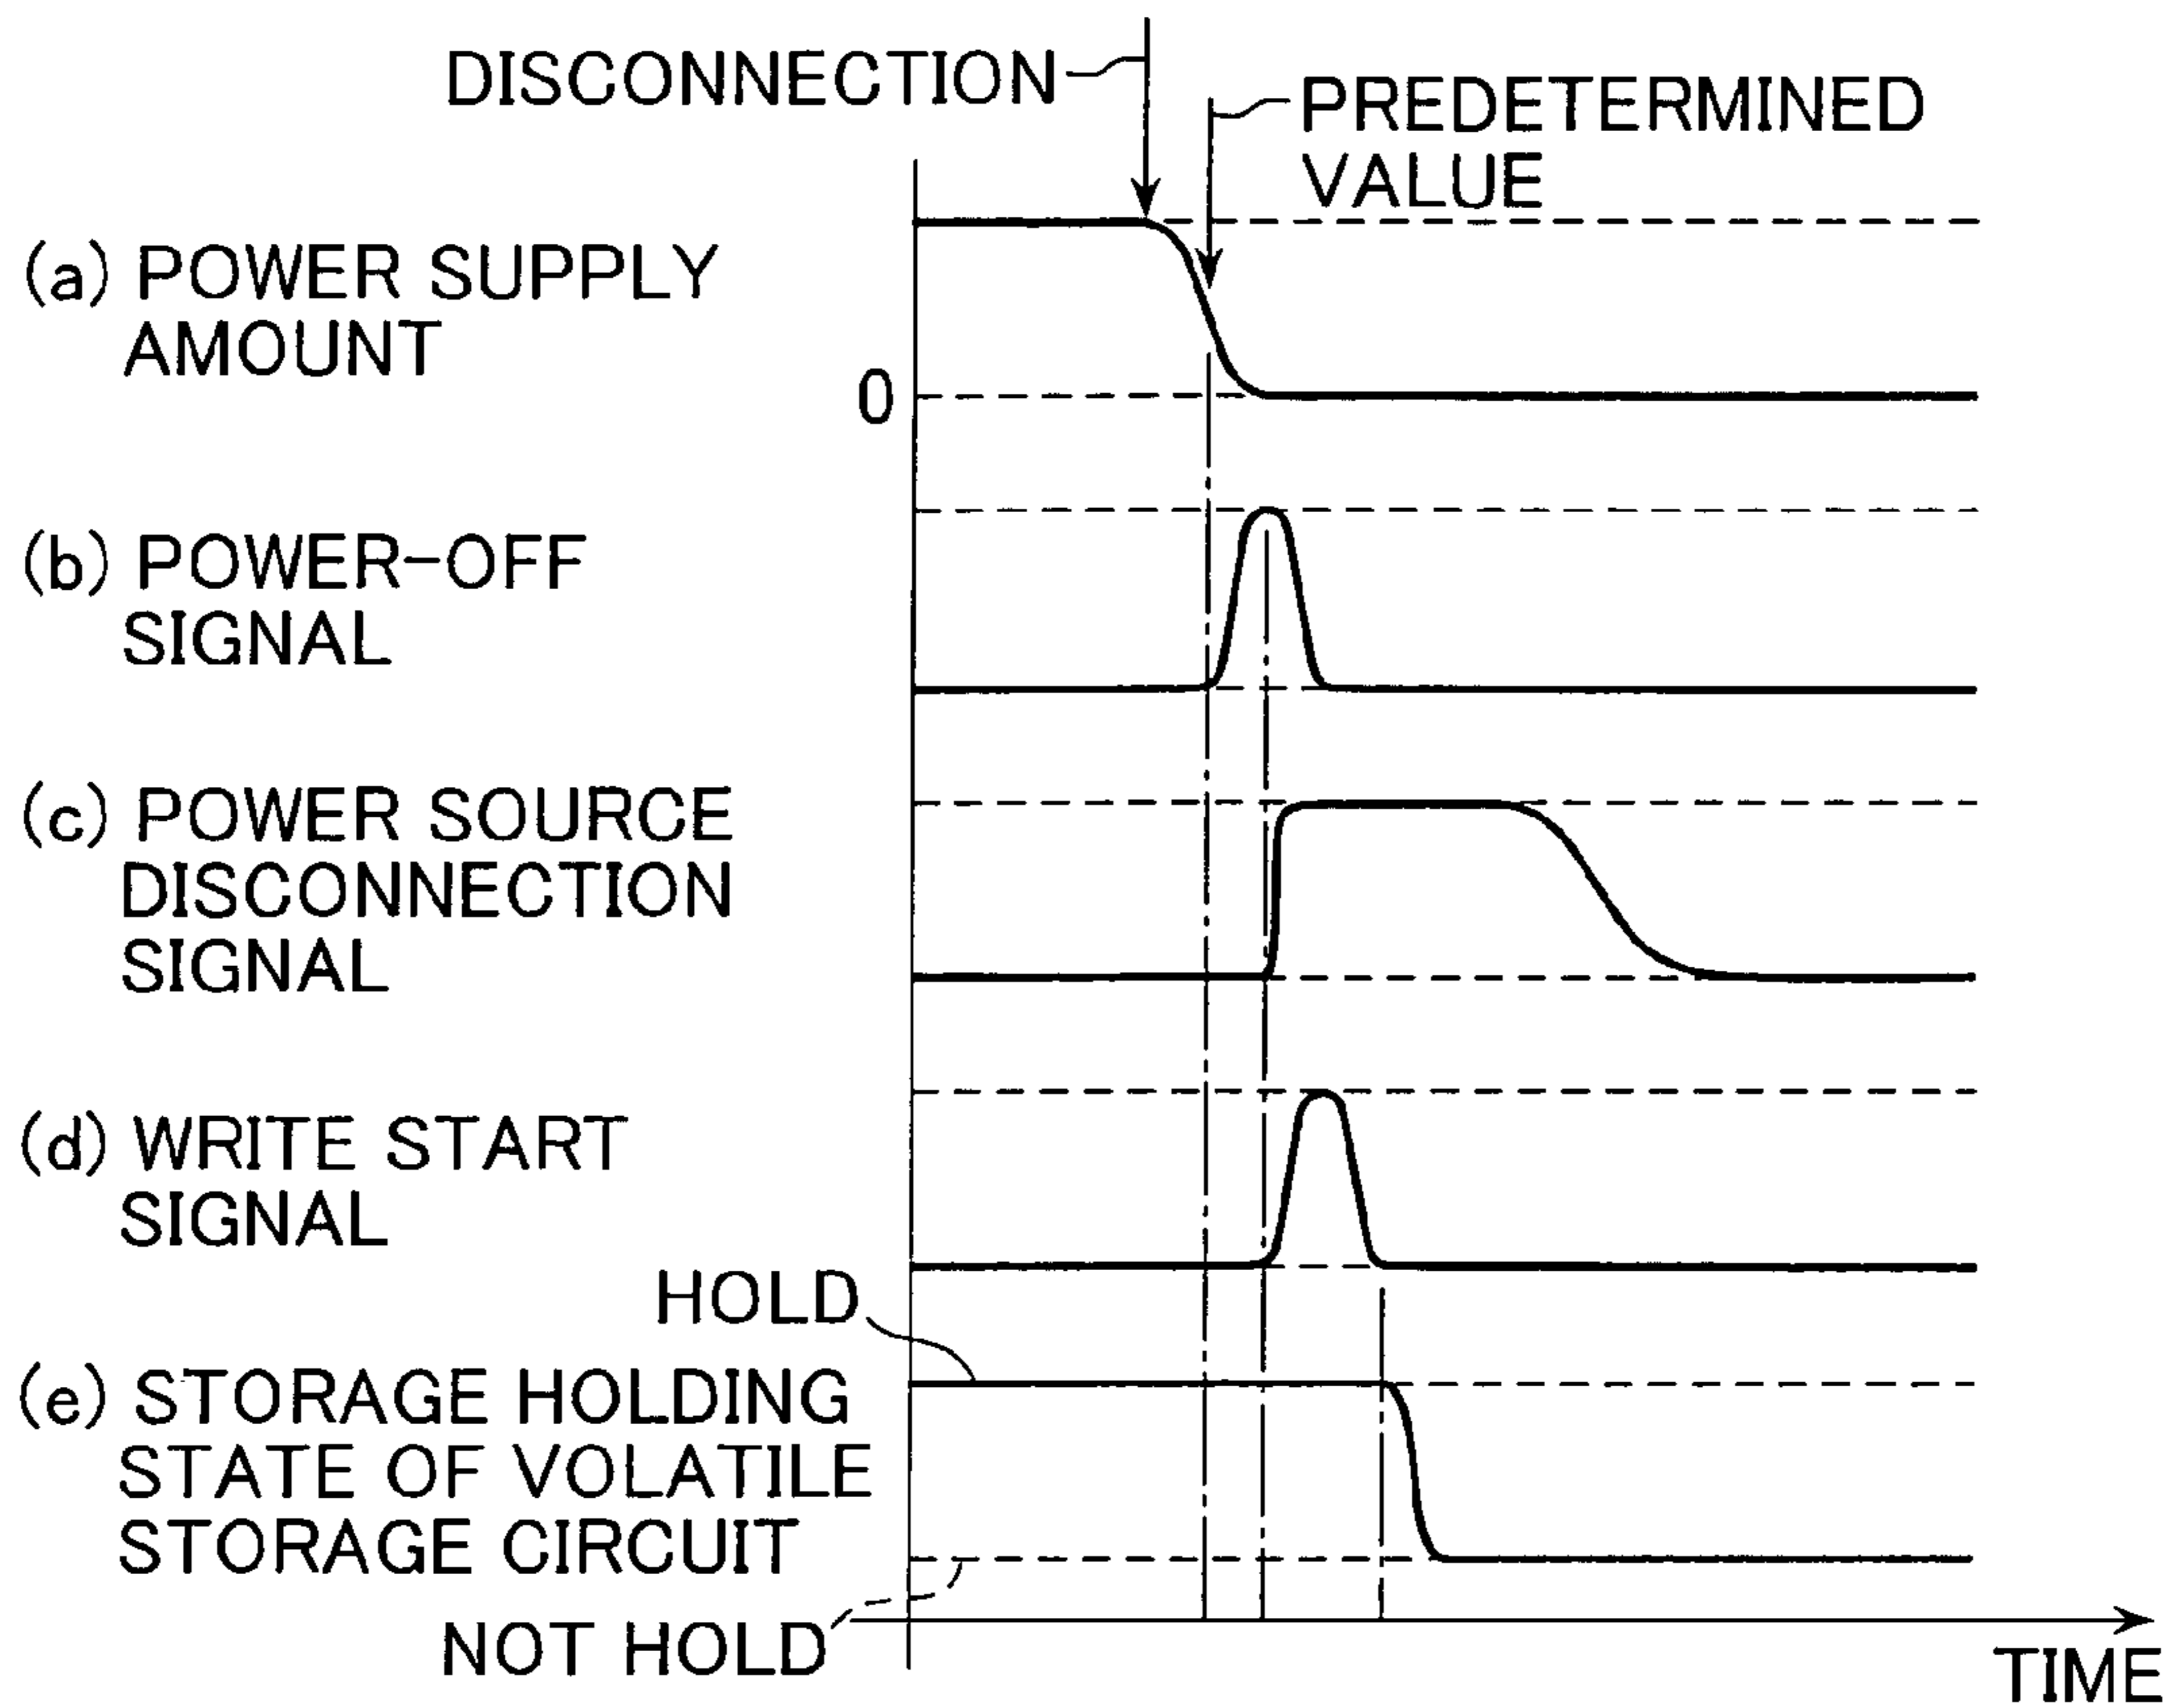 DISCONNECTION
PREDETERMINED
VALUE
(a) POWER SUPPLY
AMOUNT
0
(b) POWER-OFF
SIGNAL
(c) POWER SOURCE
DISCONNECTION
SIGNAL
(d) WRITE START
SIGNAL
HOLD
(e) STORAGE HOLDING
STATE OF VOLATILE
STORAGE CIRCUIT
NOT HOLD
TIME